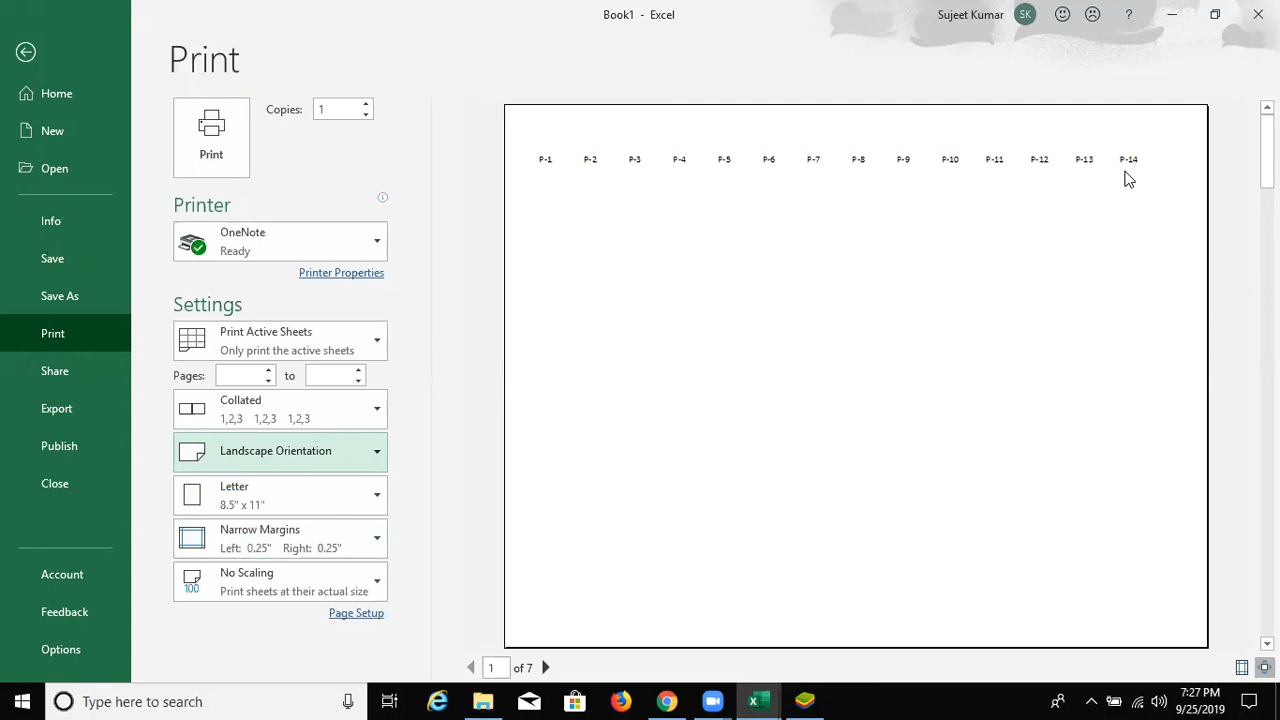 Book1 - Excel
Sujeet Kumar
SK
?
Print
Home
New
Open
Info
Save
Save As
Print
Share
Export
Publish
Close
Account
Feedback
Options
Print
Copies: 1
Printer
OneNote
Ready
Printer Properties
Settings
Print Active Sheets
Only print the active sheets
Pages: to
Collated
1,2,3 1,2,3 1,2,3
Landscape Orientation
Letter
8.5" x 11"
Narrow Margins
Left: 0.25" Right: 0.25"
No Scaling
Print sheets at their actual size
100
Page Setup
P-1 P-2 P-3 P-4 P-5 P-6 P-7 P-8 P-9 P-10 P-11 P-12 P-13 P-14
1 of 7
Type here to search
7:27 PM
9/25/2019